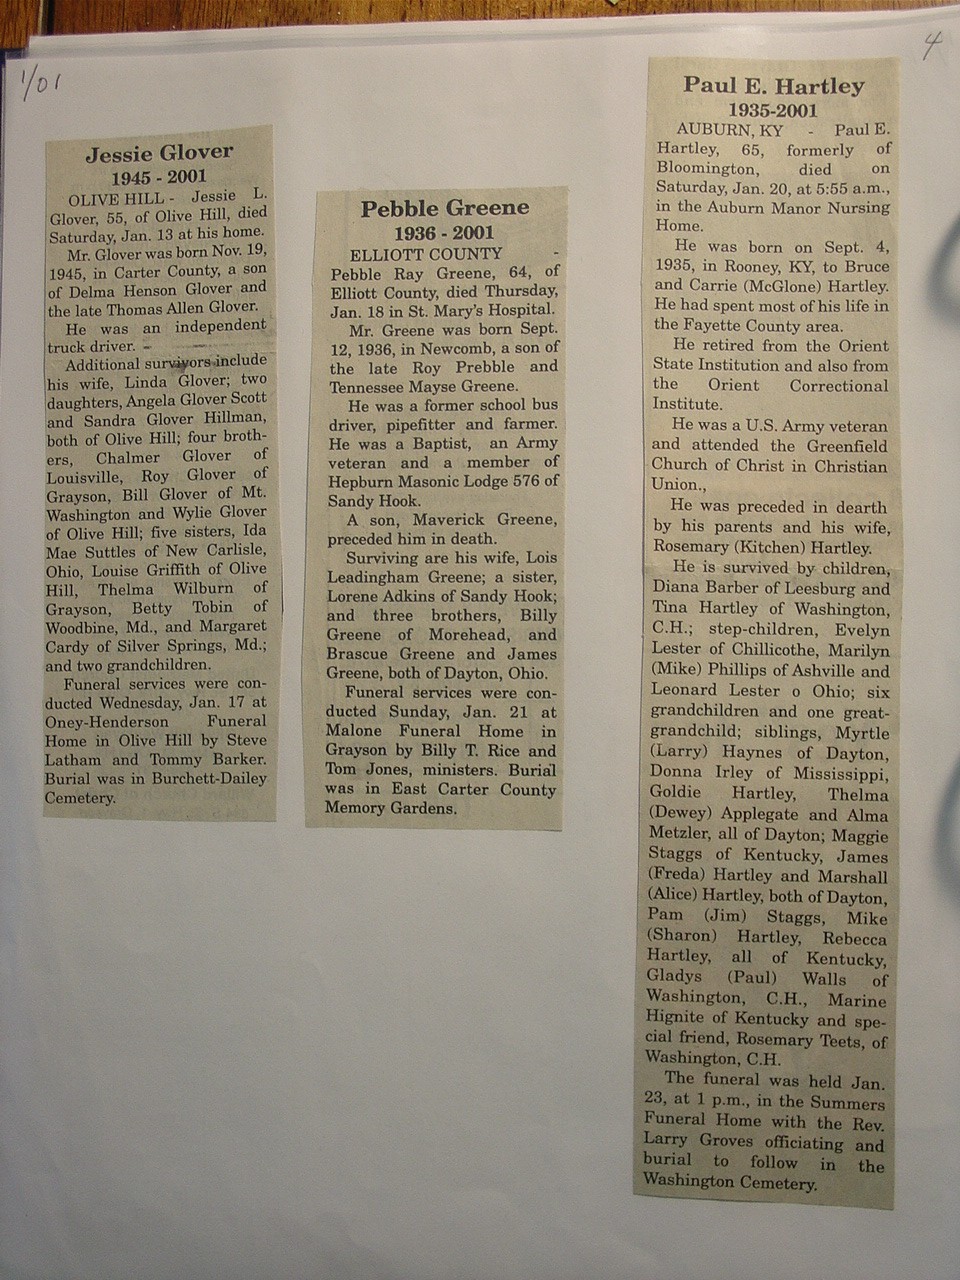 1/01
4
Jessie Glover
1945 - 2001
OLIVE HILL - Jessie L.
Glover, 55, of Olive Hill, died
Saturday, Jan. 13 at his home.
Mr. Glover was born Nov. 19,
1945, in Carter County, a son
of Delma Henson Glover and
the late Thomas Allen Glover.
He was an independent
truck driver.
Additional survivors include
his wife, Linda Glover; two
daughters, Angela Glover Scott
and Sandra Glover Hillman,
both of Olive Hill; four broth-
ers, Chalmer Glover of
Louisville, Roy Glover of
Grayson, Bill Glover of Mt.
Washington and Wylie Glover
of Olive Hill; five sisters, Ida
Mae Suttles of New Carlisle,
Ohio, Louise Griffith of Olive
Hill, Thelma Wilburn of
Grayson, Betty Tobin of
Woodbine, Md., and Margaret
Cardy of Silver Springs, Md.;
and two grandchildren.
Funeral services were con-
ducted Wednesday, Jan. 17 at
Oney-Henderson Funeral
Home in Olive Hill by Steve
Latham and Tommy Barker.
Burial was in Burchett-Dailey
Cemetery.
Pebble Greene
1936 - 2001
ELLIOTT COUNTY -
Pebble Ray Greene, 64, of
Elliott County, died Thursday,
Jan. 18 in St. Mary's Hospital.
Mr. Greene was born Sept.
12, 1936, in Newcomb, a son of
the late Roy Prebble and
Tennessee Mayse Greene.
He was a former school bus
driver, pipefitter and farmer.
He was a Baptist, an Army
veteran and a member of
Hepburn Masonic Lodge 576 of
Sandy Hook.
A son, Maverick Greene,
preceded him in death.
Surviving are his wife, Lois
Leadingham Greene; a sister,
Lorene Adkins of Sandy Hook;
and three brothers, Billy
Greene of Morehead, and
Brascue Greene and James
Greene, both of Dayton, Ohio.
Funeral services were con-
ducted Sunday, Jan. 21 at
Malone Funeral Home in
Grayson by Billy T. Rice and
Tom Jones, ministers. Burial
was in East Carter County
Memory Gardens.
Paul E. Hartley
1935-2001
AUBURN, KY - Paul E.
Hartley, 65, formerly of
Bloomington, died on
Saturday, Jan. 20, at 5:55 a.m.,
in the Auburn Manor Nursing
Home.
He was born on Sept. 4,
1935, in Rooney, KY, to Bruce
and Carrie (McGlone) Hartley.
He had spent most of his life in
the Fayette County area.
He retired from the Orient
State Institution and also from
the Orient Correctional
Institute.
He was a U.S. Army veteran
and attended the Greenfield
Church of Christ in Christian
Union.,
He was preceded in dearth
by his parents and his wife,
Rosemary (Kitchen) Hartley.
He is survived by children,
Diana Barber of Leesburg and
Tina Hartley of Washington,
C.H.; step-children, Evelyn
Lester of Chillicothe, Marilyn
(Mike) Phillips of Ashville and
Leonard Lester o Ohio; six
grandchildren and one great-
grandchild; siblings, Myrtle
(Larry) Haynes of Dayton,
Donna Irley of Mississippi,
Goldie Hartley, Thelma
(Dewey) Applegate and Alma
Metzler, all of Dayton; Maggie
Staggs of Kentucky, James
(Freda) Hartley and Marshall
(Alice) Hartley, both of Dayton,
Pam (Jim) Staggs, Mike
(Sharon) Hartley, Rebecca
Hartley, all of Kentucky,
Gladys (Paul) Walls of
Washington, C.H., Marine
Hignite of Kentucky and spe-
cial friend, Rosemary Teets, of
Washington, C.H.
The funeral was held Jan.
23, at 1 p.m., in the Summers
Funeral Home with the Rev.
Larry Groves officiating and
burial to follow in the
Washington Cemetery.